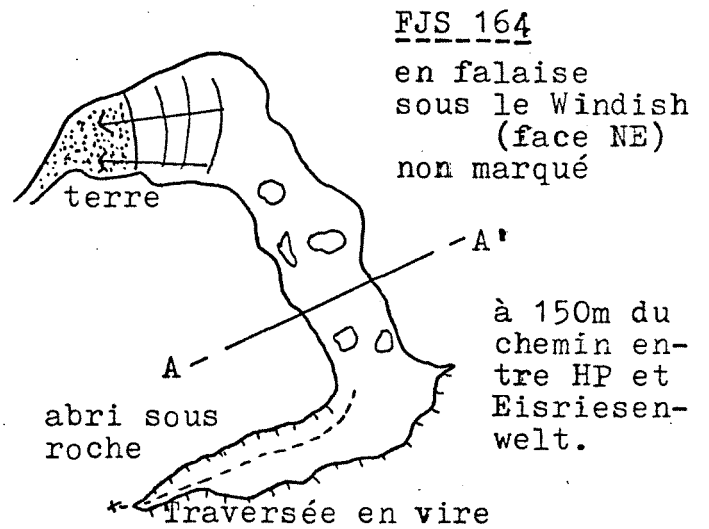 FJS 164
en falaise
sous le Windish
(face NE)
non marqué
terre
A'
à 150m du
chemin en-
tre HP et
Eisriesen-
welt.
A
abri sous
roche
Traversée en vire